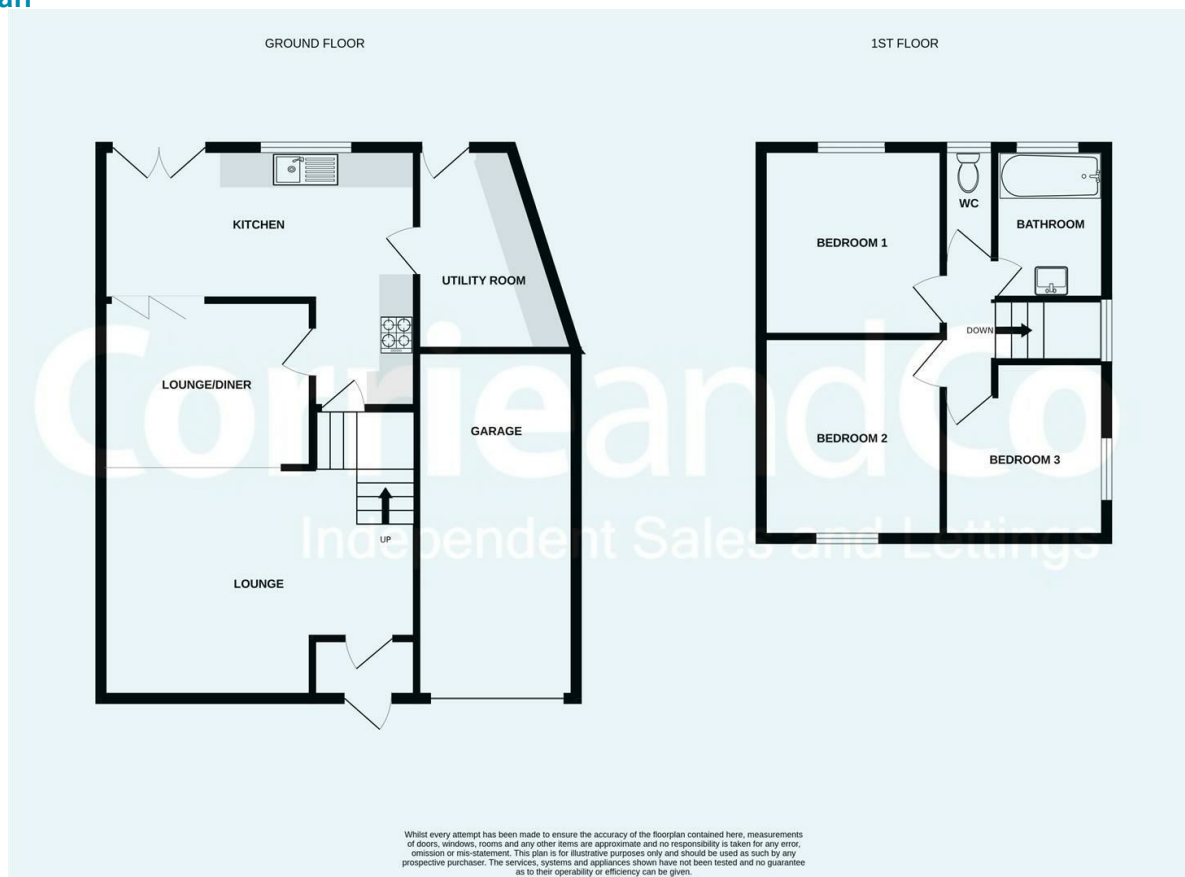 GROUND FLOOR
1ST FLOOR
KITCHEN
UTILITY ROOM
LOUNGE/DINER
GARAGE
UP
LOUNGE
WC
BATHROOM
BEDROOM 1
DOWN
BEDROOM 2
BEDROOM 3
CorrieandCo
Independent Sales and Lettings
Whilst every attempt has been made to ensure the accuracy of the floorplan contained here, measurements
of doors, windows, rooms and any other items are approximate and no responsibility is taken for any error,
omission or mis-statement. This plan is for illustrative purposes only and should be used as such by any
prospective purchaser. The services, systems and appliances shown have not been tested and no guarantee
as to their operability or efficiency can be given.